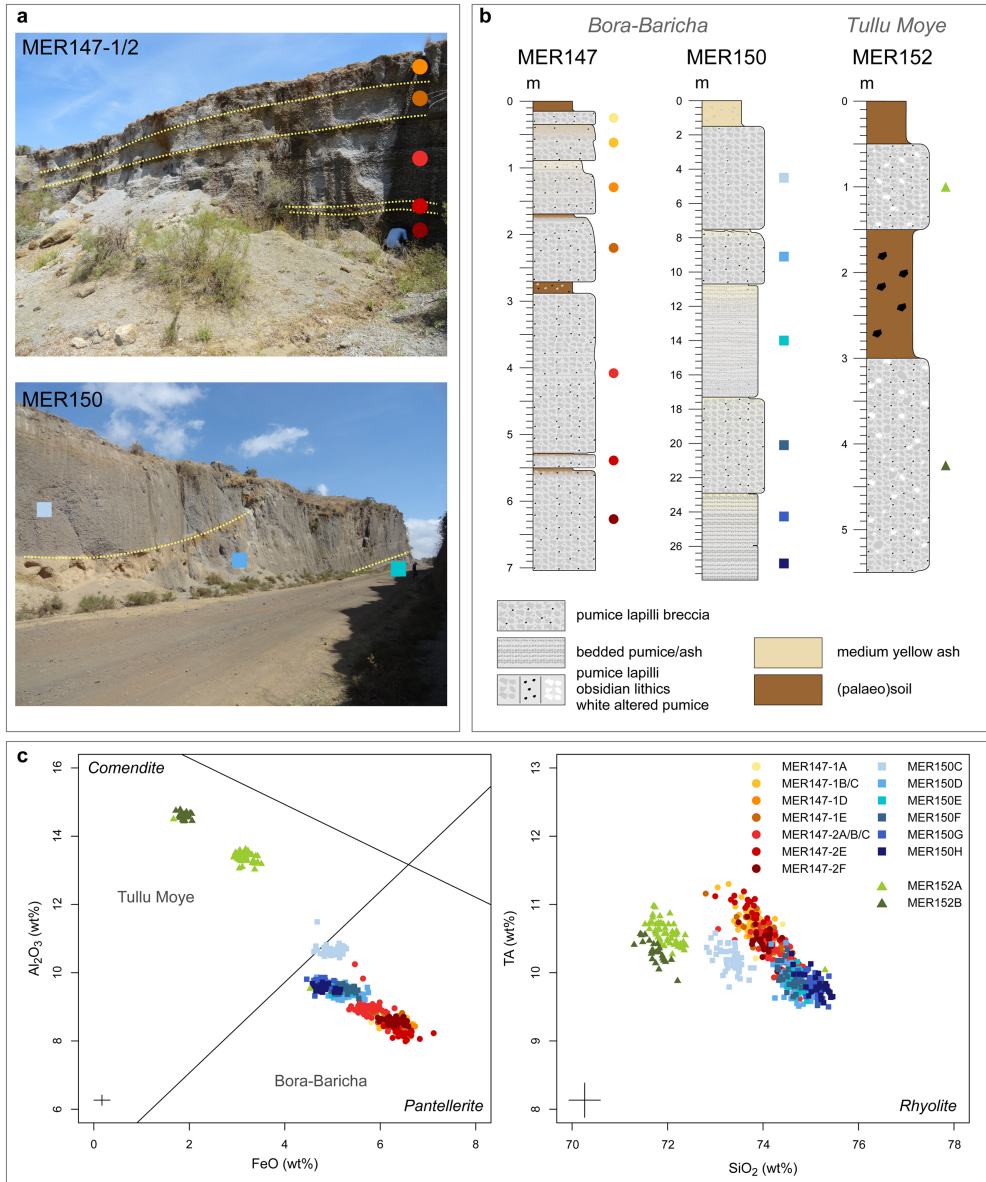 a
MER147-1/2
MER150
b
Bora-Baricha
Tullu Moye
MER147
MER150
MER152
m
m
m
0
1
2
3
4
5
6
7
0
2
4
6
8
10
12
14
16
18
20
22
24
26
0
1
2
3
4
5
pumice lapilli breccia
bedded pumice/ash
pumice lapilli
obsidian lithics
white altered pumice
medium yellow ash
(palaeo)soil
c
Comendite
Tullu Moye
Bora-Baricha
Pantellerite
Al₂O₃ (wt%)
16
14
12
10
8
6
0
2
4
6
8
FeO (wt%)
TA (wt%)
13
12
11
10
9
8
MER147-1A
MER147-1B/C
MER147-1D
MER147-1E
MER147-2A/B/C
MER147-2E
MER147-2F
MER150C
MER150D
MER150E
MER150F
MER150G
MER150H
MER152A
MER152B
Rhyolite
70
72
74
76
78
SiO₂ (wt%)